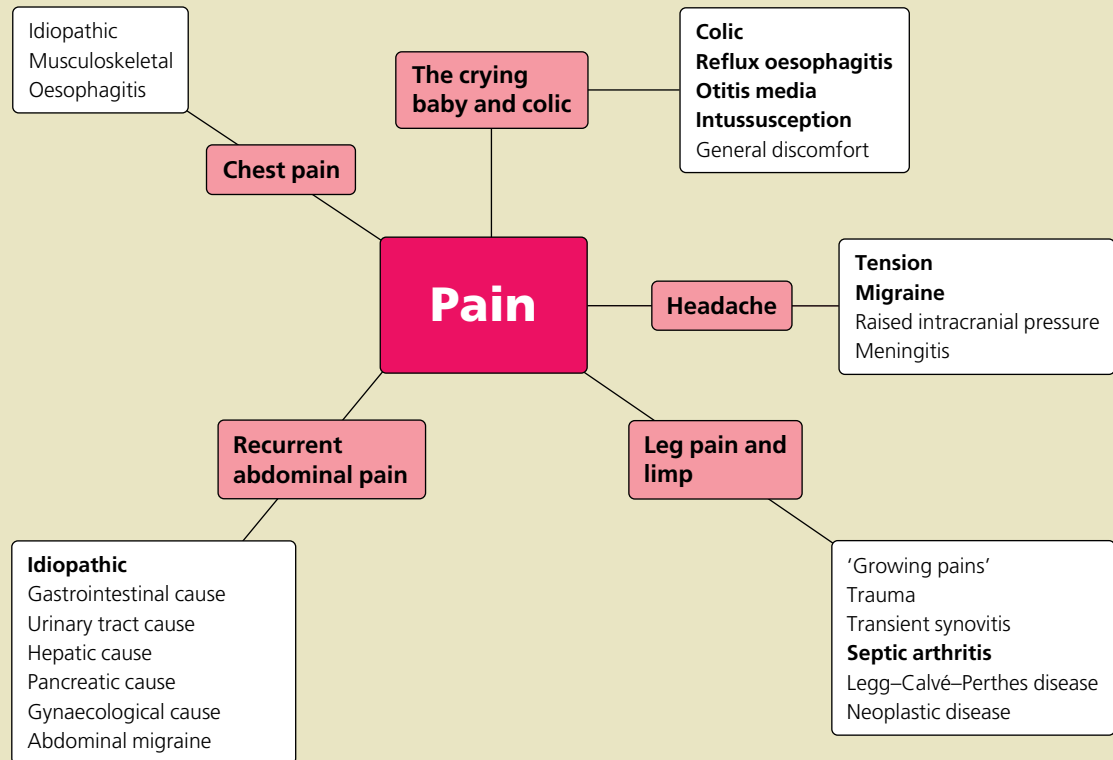 Idiopathic
Musculoskeletal
Oesophagitis
Chest pain
The crying
baby and colic
Colic
Reflux oesophagitis
Otitis media
Intussusception
General discomfort
Pain
Headache
Tension
Migraine
Raised intracranial pressure
Meningitis
Recurrent
abdominal pain
Idiopathic
Gastrointestinal cause
Urinary tract cause
Hepatic cause
Pancreatic cause
Gynaecological cause
Abdominal migraine
Leg pain and
limp
‘Growing pains’
Trauma
Transient synovitis
Septic arthritis
Legg–Calvé–Perthes disease
Neoplastic disease